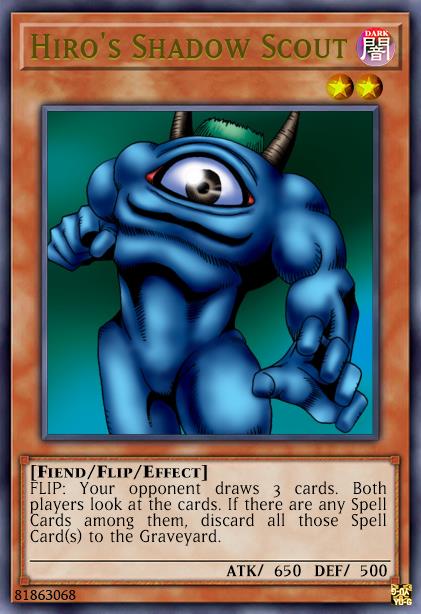 Hiro's Shadow Scout
DARK
闇
[Fiend/Flip/Effect]
FLIP: Your opponent draws 3 cards. Both
players look at the cards. If there are any Spell
Cards among them, discard all those Spell
Card(s) to the Graveyard.
ATK/ 650 DEF/ 500
81863068